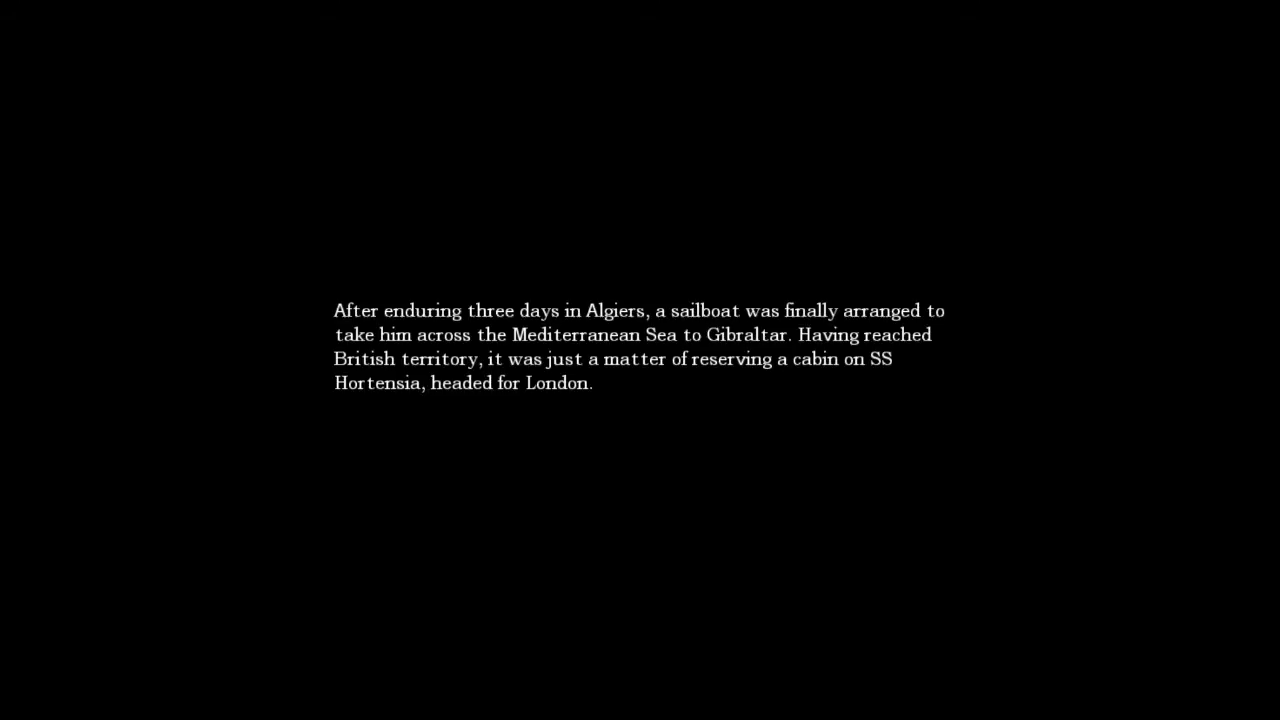 After enduring three days in Algiers, a sailboat was finally arranged to
take him across the Mediterranean Sea to Gibraltar. Having reached
British territory, it was just a matter of reserving a cabin on SS
Hortensia, headed for London.